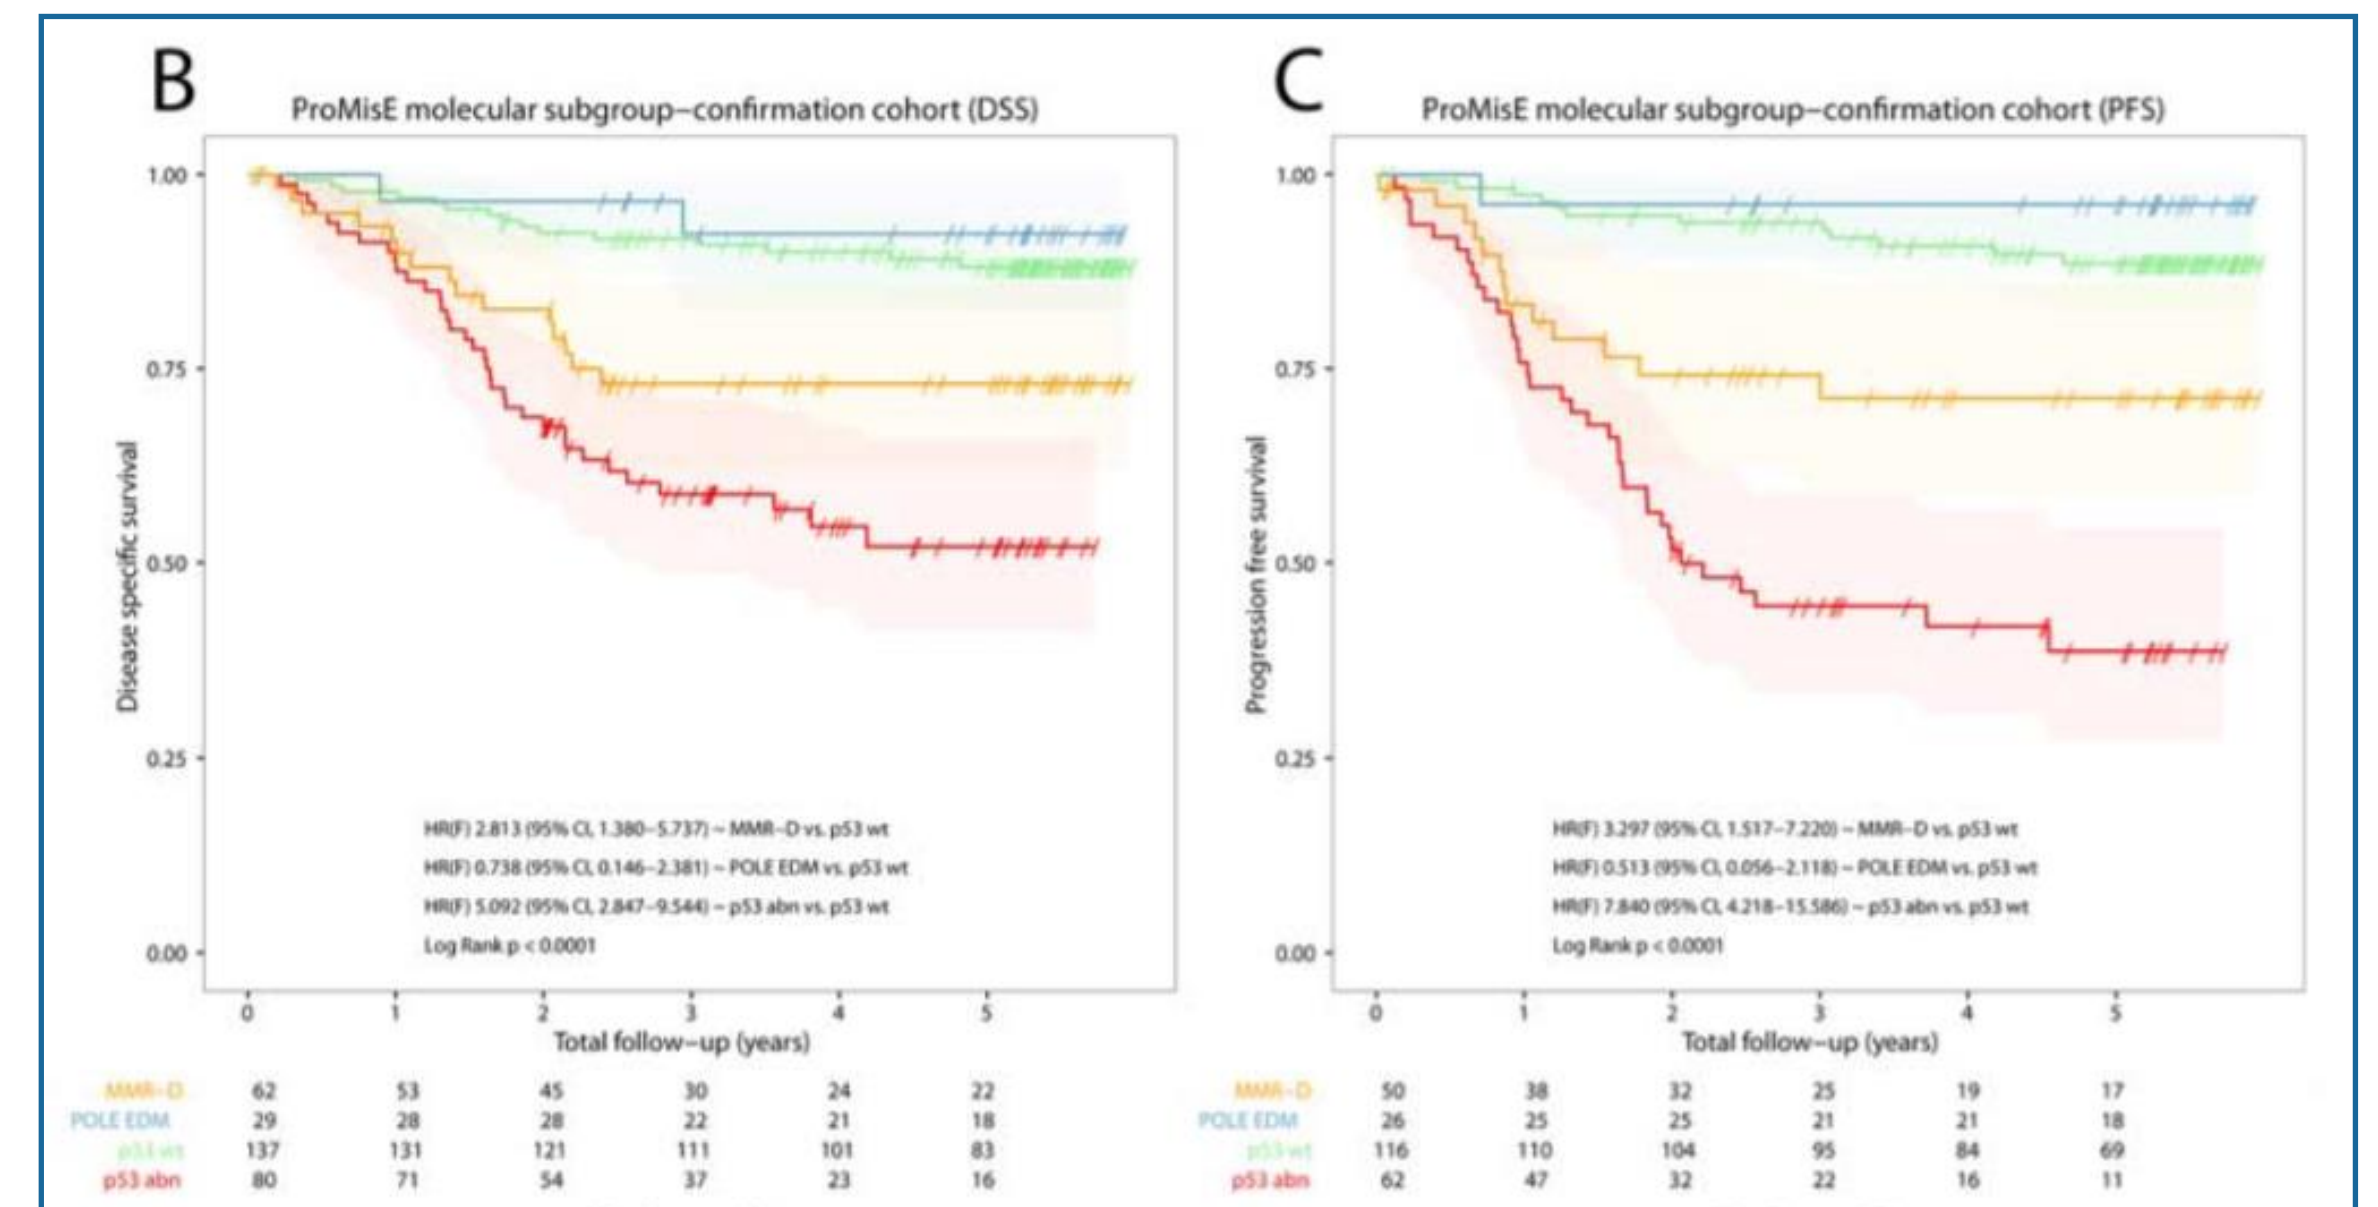 B
ProMisE molecular subgroup–confirmation cohort (DSS)
Disease specific survival
1.00
0.75
0.50
0.25
0.00
HR(F) 2.813 (95% CI, 1.380–5.737) ~ MMR–D vs. p53 wt
HR(F) 0.738 (95% CI, 0.146–2.381) ~ POLE EDM vs. p53 wt
HR(F) 5.092 (95% CI, 2.847–9.544) ~ p53 abn vs. p53 wt
Log Rank p < 0.0001
0 1 2 3 4 5
Total follow–up (years)
MMR–D 62 53 45 30 24 22
POLE EDM 29 28 28 22 21 18
p53 wt 137 131 121 111 101 83
p53 abn 80 71 54 37 23 16
C
ProMisE molecular subgroup–confirmation cohort (PFS)
Progression free survival
1.00
0.75
0.50
0.25
0.00
HR(F) 3.297 (95% CI, 1.517–7.220) ~ MMR–D vs. p53 wt
HR(F) 0.513 (95% CI, 0.056–2.118) ~ POLE EDM vs. p53 wt
HR(F) 7.840 (95% CI, 4.218–15.586) ~ p53 abn vs. p53 wt
Log Rank p < 0.0001
0 1 2 3 4 5
Total follow–up (years)
MMR–D 50 38 32 25 19 17
POLE EDM 26 25 25 21 21 18
p53 wt 116 110 104 95 84 69
p53 abn 62 47 32 22 16 11